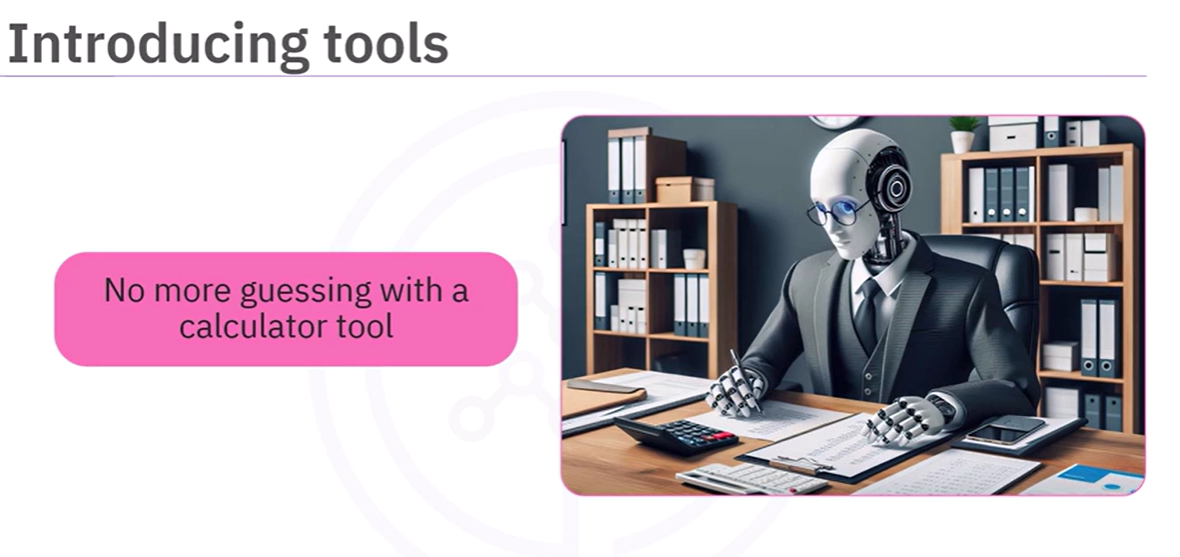 Introducing tools
No more guessing with a
calculator tool